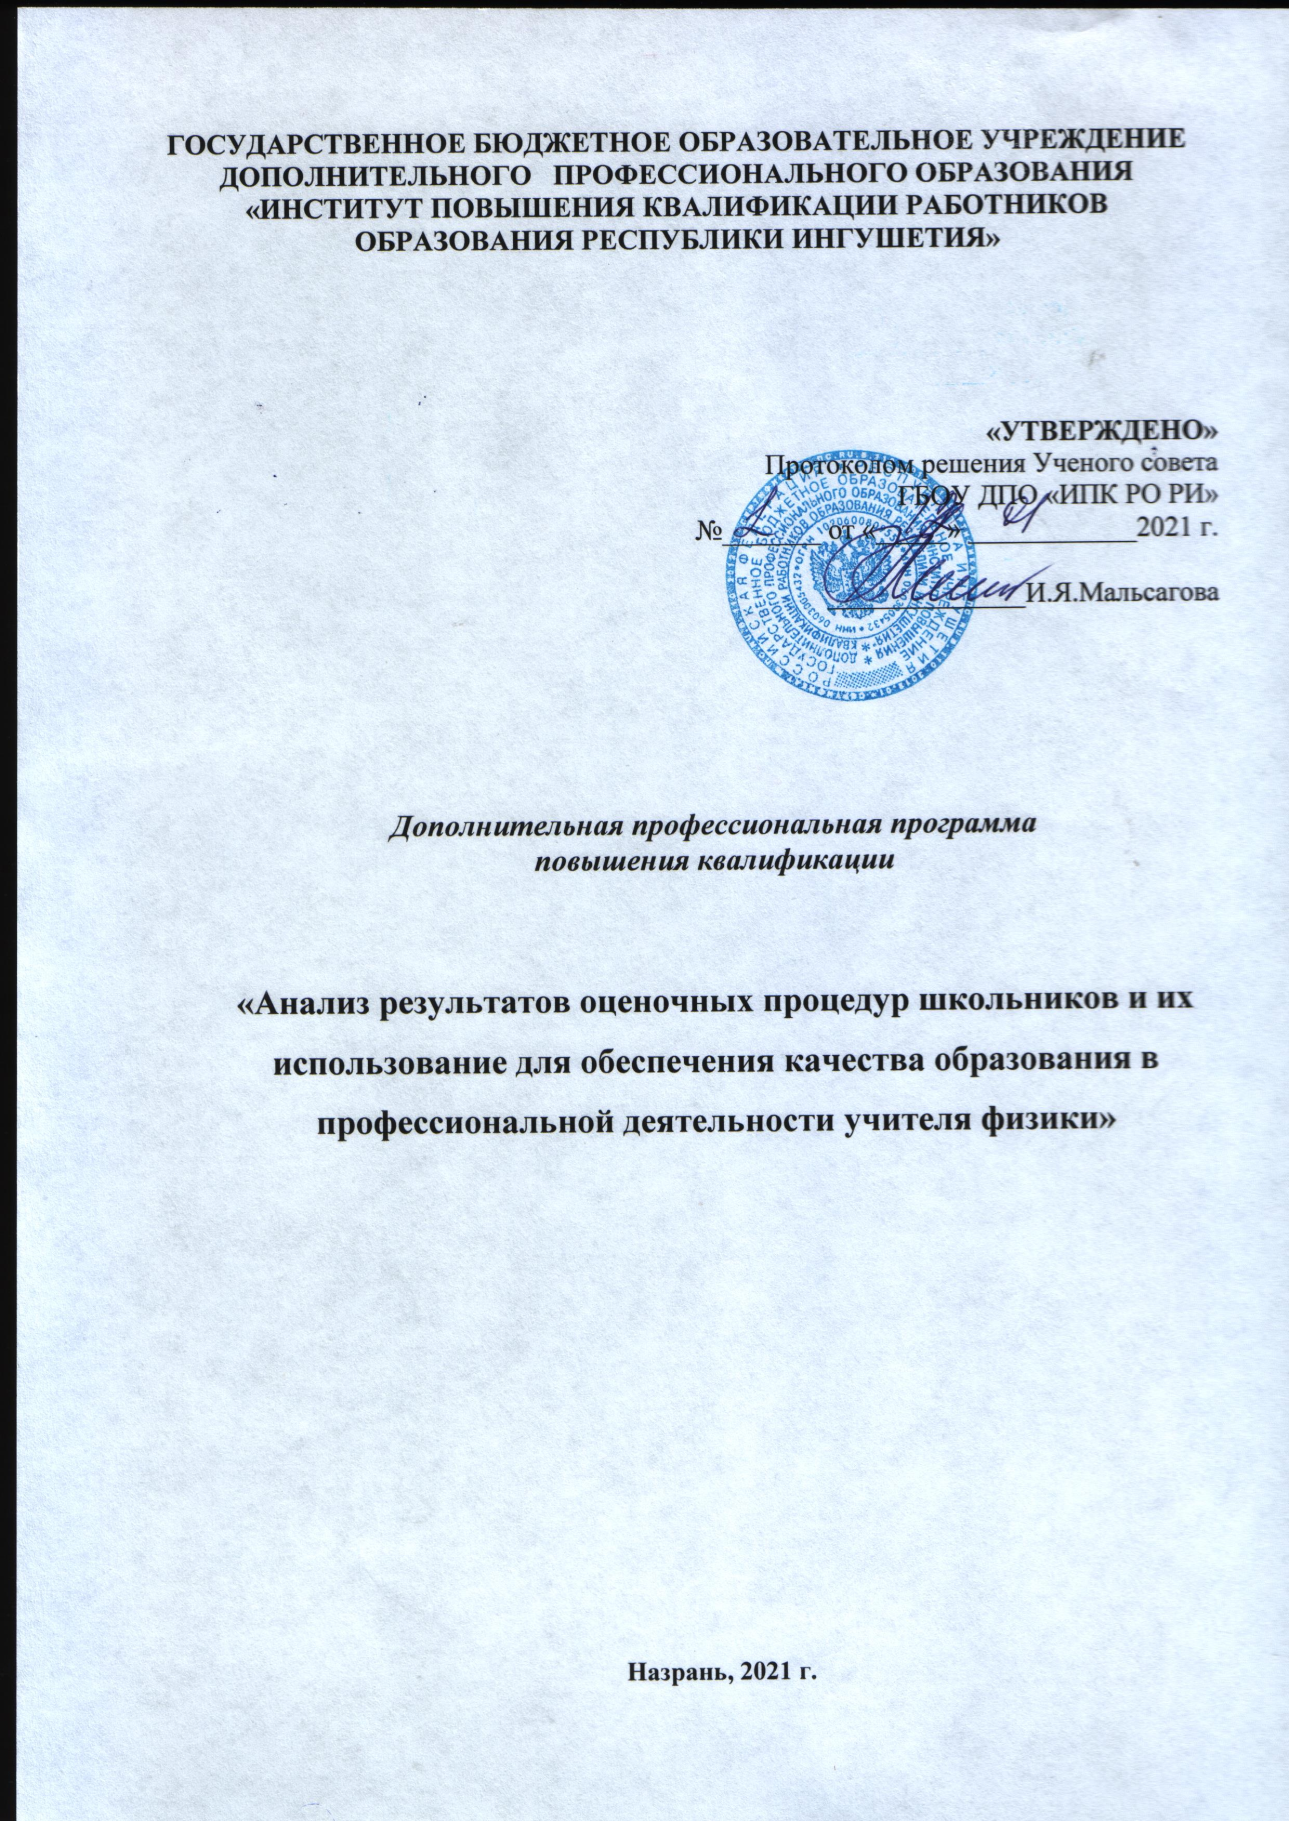 ГОСУДАРСТВЕННОЕ БЮДЖЕТНОЕ ОБРАЗОВАТЕЛЬНОЕ УЧРЕЖДЕНИЕ
ДОПОЛНИТЕЛЬНОГО ПРОФЕССИОНАЛЬНОГО ОБРАЗОВАНИЯ
«ИНСТИТУТ ПОВЫШЕНИЯ КВАЛИФИКАЦИИ РАБОТНИКОВ
ОБРАЗОВАНИЯ РЕСПУБЛИКИ ИНГУШЕТИЯ»
«УТВЕРЖДЕНО»
Протоколом решения Ученого совета
ГБОУ ДПО «ИПК РО РИ»
№ от « » 2021 г.
И.Я.Мальсагова
Дополнительная профессиональная программа
повышения квалификации
«Анализ результатов оценочных процедур школьников и их
использование для обеспечения качества образования в
профессиональной деятельности учителя физики»
Назрань, 2021 г.